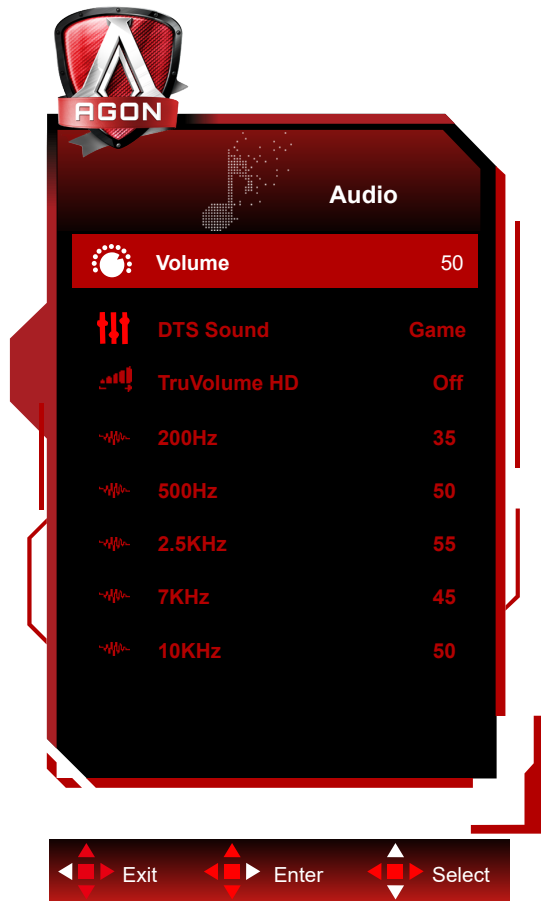 AGON
Audio
Volume 50
DTS Sound Game
TruVolume HD Off
200Hz 35
500Hz 50
2.5KHz 55
7KHz 45
10KHz 50
Exit Enter Select